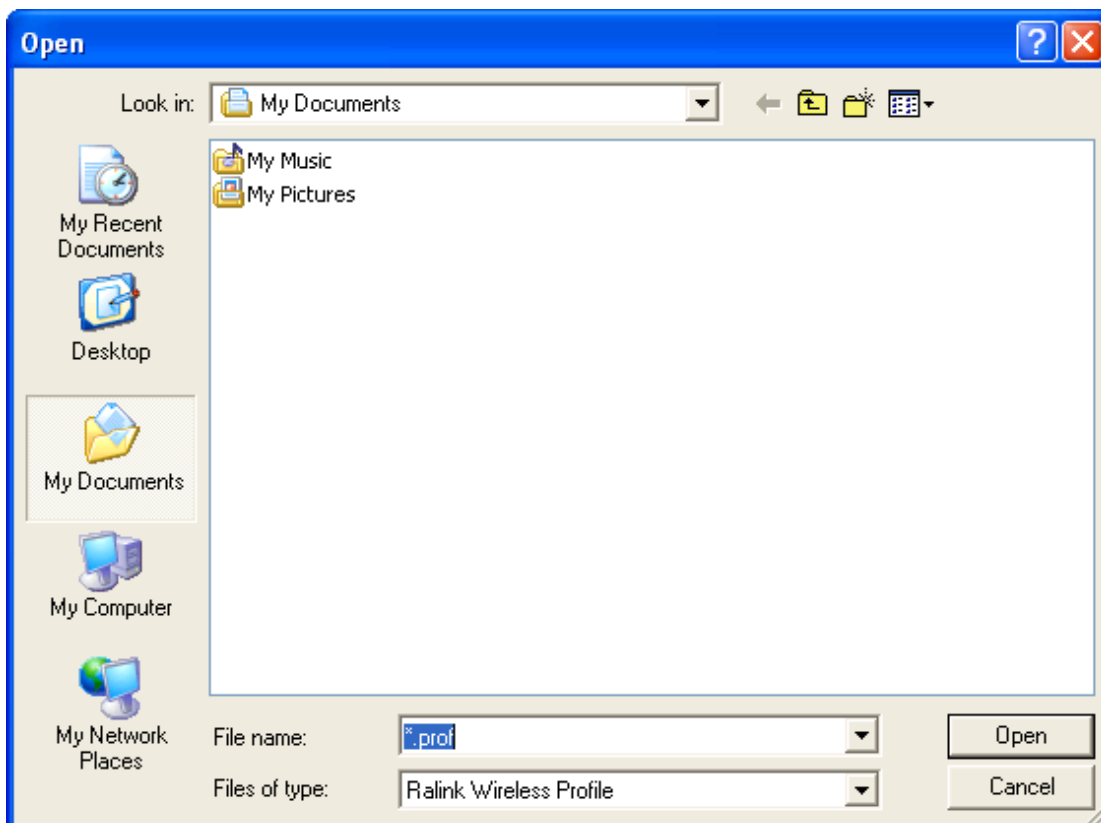 Open
Look in: My Documents
My Music
My Pictures
My Recent
Documents
Desktop
My Documents
My Computer
My Network
Places
File name: *.prof Open
Files of type: Ralink Wireless Profile Cancel